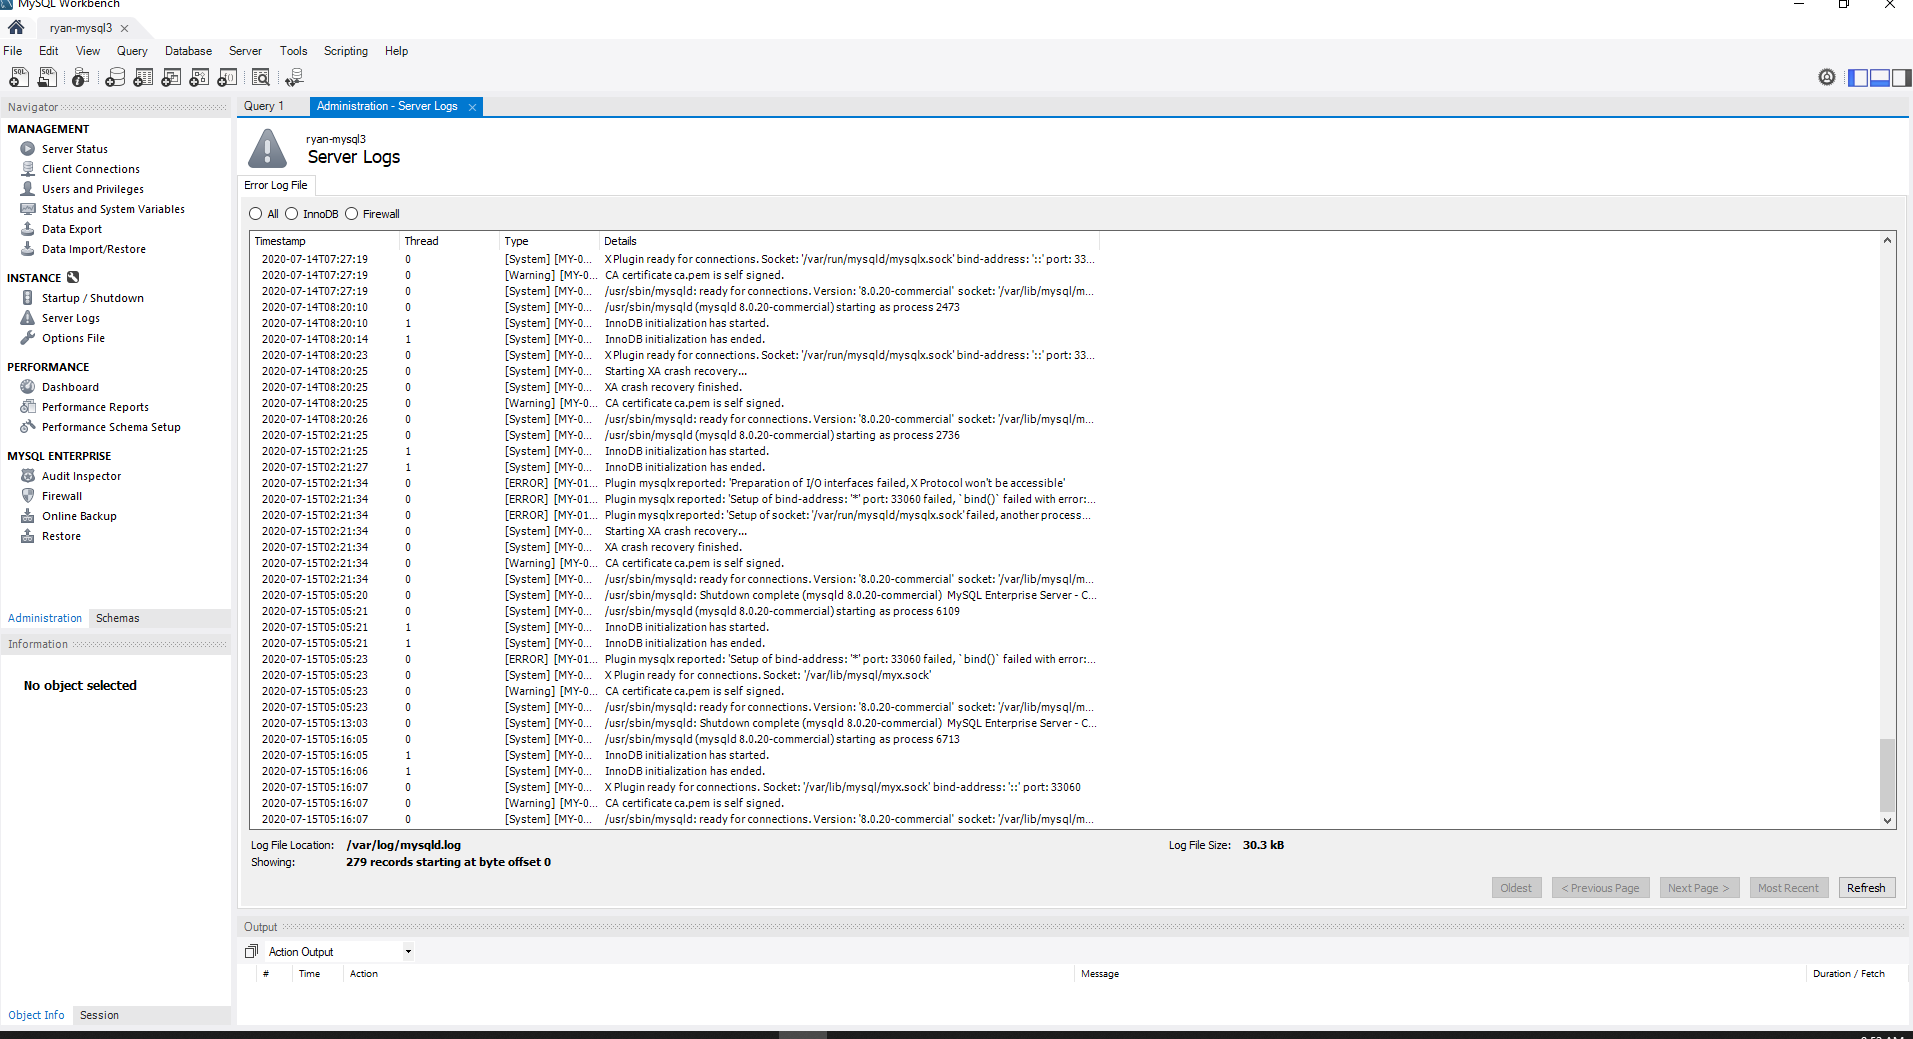 MySQL Workbench
ryan-mysql3
File Edit View Query Database Server Tools Scripting Help
Navigator
MANAGEMENT
Server Status
Client Connections
Users and Privileges
Status and System Variables
Data Export
Data Import/Restore
INSTANCE
Startup / Shutdown
Server Logs
Options File
PERFORMANCE
Dashboard
Performance Reports
Performance Schema Setup
MYSQL ENTERPRISE
Audit Inspector
Firewall
Online Backup
Restore
Administration Schemas
Information
No object selected
Object Info Session
Query 1 Administration - Server Logs
ryan-mysql3
Server Logs
Error Log File
All InnoDB Firewall
Timestamp Thread Type Details
2020-07-14T07:27:19 0 [System] [MY-0... X Plugin ready for connections. Socket: '/var/run/mysqld/mysqlx.sock' bind-address: '::' port: 33...
2020-07-14T07:27:19 0 [Warning] [MY-0... CA certificate ca.pem is self signed.
2020-07-14T07:27:19 0 [System] [MY-0... /usr/sbin/mysqld: ready for connections. Version: '8.0.20-commercial' socket: '/var/lib/mysql/m...
2020-07-14T08:20:10 0 [System] [MY-0... /usr/sbin/mysqld (mysqld 8.0.20-commercial) starting as process 2473
2020-07-14T08:20:10 1 [System] [MY-0... InnoDB initialization has started.
2020-07-14T08:20:14 1 [System] [MY-0... InnoDB initialization has ended.
2020-07-14T08:20:23 0 [System] [MY-0... X Plugin ready for connections. Socket: '/var/run/mysqld/mysqlx.sock' bind-address: '::' port: 33...
2020-07-14T08:20:25 0 [System] [MY-0... Starting XA crash recovery...
2020-07-14T08:20:25 0 [System] [MY-0... XA crash recovery finished.
2020-07-14T08:20:25 0 [Warning] [MY-0... CA certificate ca.pem is self signed.
2020-07-14T08:20:26 0 [System] [MY-0... /usr/sbin/mysqld: ready for connections. Version: '8.0.20-commercial' socket: '/var/lib/mysql/m...
2020-07-15T02:21:25 0 [System] [MY-0... /usr/sbin/mysqld (mysqld 8.0.20-commercial) starting as process 2736
2020-07-15T02:21:25 1 [System] [MY-0... InnoDB initialization has started.
2020-07-15T02:21:27 1 [System] [MY-0... InnoDB initialization has ended.
2020-07-15T02:21:34 0 [ERROR] [MY-01... Plugin mysqlx reported: 'Preparation of I/O interfaces failed, X Protocol won't be accessible'
2020-07-15T02:21:34 0 [ERROR] [MY-01... Plugin mysqlx reported: 'Setup of bind-address: '*' port: 33060 failed, `bind()` failed with error:...
2020-07-15T02:21:34 0 [ERROR] [MY-01... Plugin mysqlx reported: 'Setup of socket: '/var/run/mysqld/mysqlx.sock' failed, another process...
2020-07-15T02:21:34 0 [System] [MY-0... Starting XA crash recovery...
2020-07-15T02:21:34 0 [System] [MY-0... XA crash recovery finished.
2020-07-15T02:21:34 0 [Warning] [MY-0... CA certificate ca.pem is self signed.
2020-07-15T02:21:34 0 [System] [MY-0... /usr/sbin/mysqld: ready for connections. Version: '8.0.20-commercial' socket: '/var/lib/mysql/m...
2020-07-15T05:05:20 0 [System] [MY-0... /usr/sbin/mysqld: Shutdown complete (mysqld 8.0.20-commercial) MySQL Enterprise Server - C...
2020-07-15T05:05:21 0 [System] [MY-0... /usr/sbin/mysqld (mysqld 8.0.20-commercial) starting as process 6109
2020-07-15T05:05:21 1 [System] [MY-0... InnoDB initialization has started.
2020-07-15T05:05:21 1 [System] [MY-0... InnoDB initialization has ended.
2020-07-15T05:05:23 0 [ERROR] [MY-01... Plugin mysqlx reported: 'Setup of bind-address: '*' port: 33060 failed, `bind()` failed with error:...
2020-07-15T05:05:23 0 [System] [MY-0... X Plugin ready for connections. Socket: '/var/lib/mysql/myx.sock'
2020-07-15T05:05:23 0 [Warning] [MY-0... CA certificate ca.pem is self signed.
2020-07-15T05:05:23 0 [System] [MY-0... /usr/sbin/mysqld: ready for connections. Version: '8.0.20-commercial' socket: '/var/lib/mysql/m...
2020-07-15T05:13:03 0 [System] [MY-0... /usr/sbin/mysqld: Shutdown complete (mysqld 8.0.20-commercial) MySQL Enterprise Server - C...
2020-07-15T05:16:05 0 [System] [MY-0... /usr/sbin/mysqld (mysqld 8.0.20-commercial) starting as process 6713
2020-07-15T05:16:05 1 [System] [MY-0... InnoDB initialization has started.
2020-07-15T05:16:06 1 [System] [MY-0... InnoDB initialization has ended.
2020-07-15T05:16:07 0 [System] [MY-0... X Plugin ready for connections. Socket: '/var/lib/mysql/myx.sock' bind-address: '::' port: 33060
2020-07-15T05:16:07 0 [Warning] [MY-0... CA certificate ca.pem is self signed.
2020-07-15T05:16:07 0 [System] [MY-0... /usr/sbin/mysqld: ready for connections. Version: '8.0.20-commercial' socket: '/var/lib/mysql/m...
Log File Location: /var/log/mysqld.log Log File Size: 30.3 kB
Showing: 279 records starting at byte offset 0
Oldest < Previous Page Next Page > Most Recent Refresh
Output
Action Output
# Time Action Message Duration / Fetch